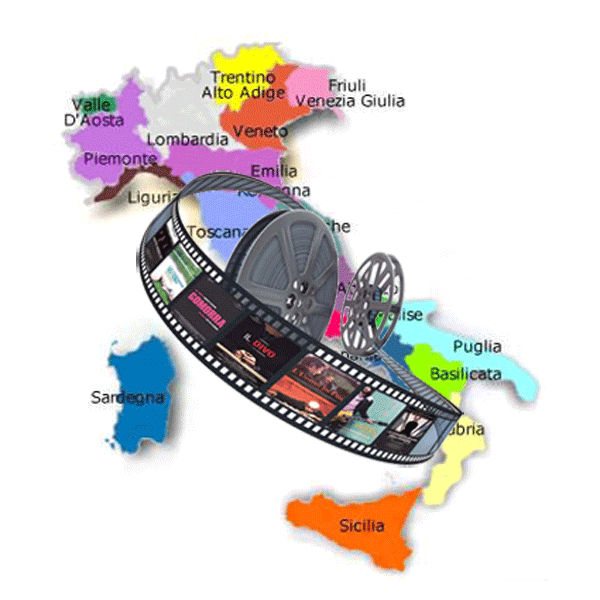 Trentino
Alto Adige
Friuli
Venezia Giulia
Valle
D'Aosta
Lombardia
Veneto
Piemonte
Emilia
Liguria
Toscana
Puglia
Basilicata
Sardegna
GOMORRA
IL DIVO
Sicilia